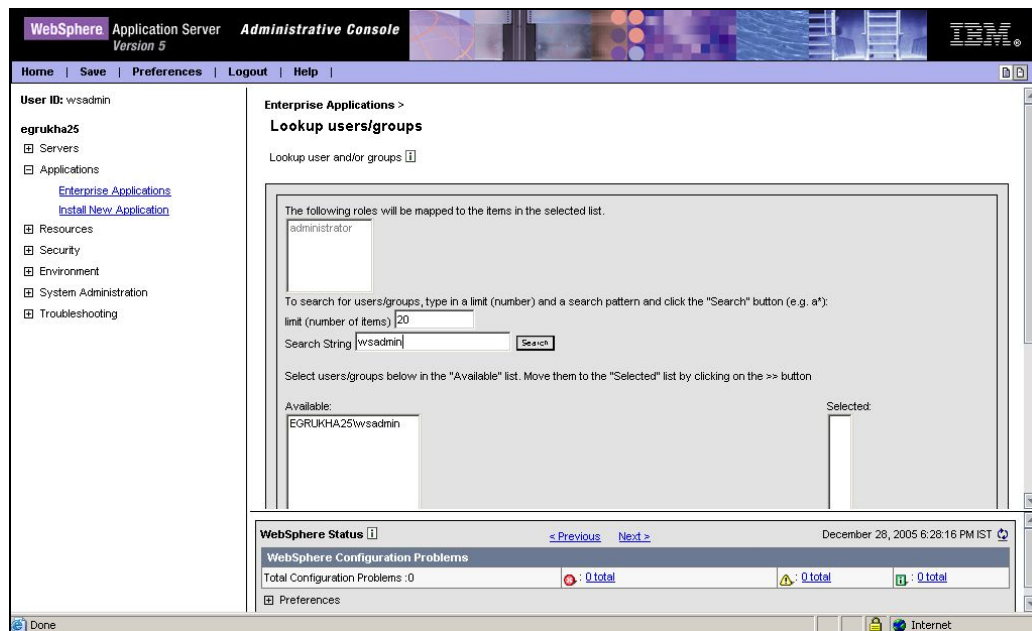 WebSphere Application Server Administrative Console
Version 5
IBM®
Home | Save | Preferences | Logout | Help |
User ID: wsadmin
egrukha25
Servers
Applications
Enterprise Applications
Install New Application
Resources
Security
Environment
System Administration
Troubleshooting
Enterprise Applications >
Lookup users/groups
Lookup user and/or groups i
The following roles will be mapped to the items in the selected list.
administrator
To search for users/groups, type in a limit (number) and a search pattern and click the "Search" button (e.g. a*):
limit (number of items) 20
Search String wsadmin Search
Select users/groups below in the "Available" list. Move them to the "Selected" list by clicking on the >> button
Available: Selected:
EGRUKHA25\wsadmin
WebSphere Status i < Previous Next > December 28, 2005 6:28:16 PM IST
WebSphere Configuration Problems
Total Configuration Problems :0 : 0 total : 0 total : 0 total
Preferences
Done Internet